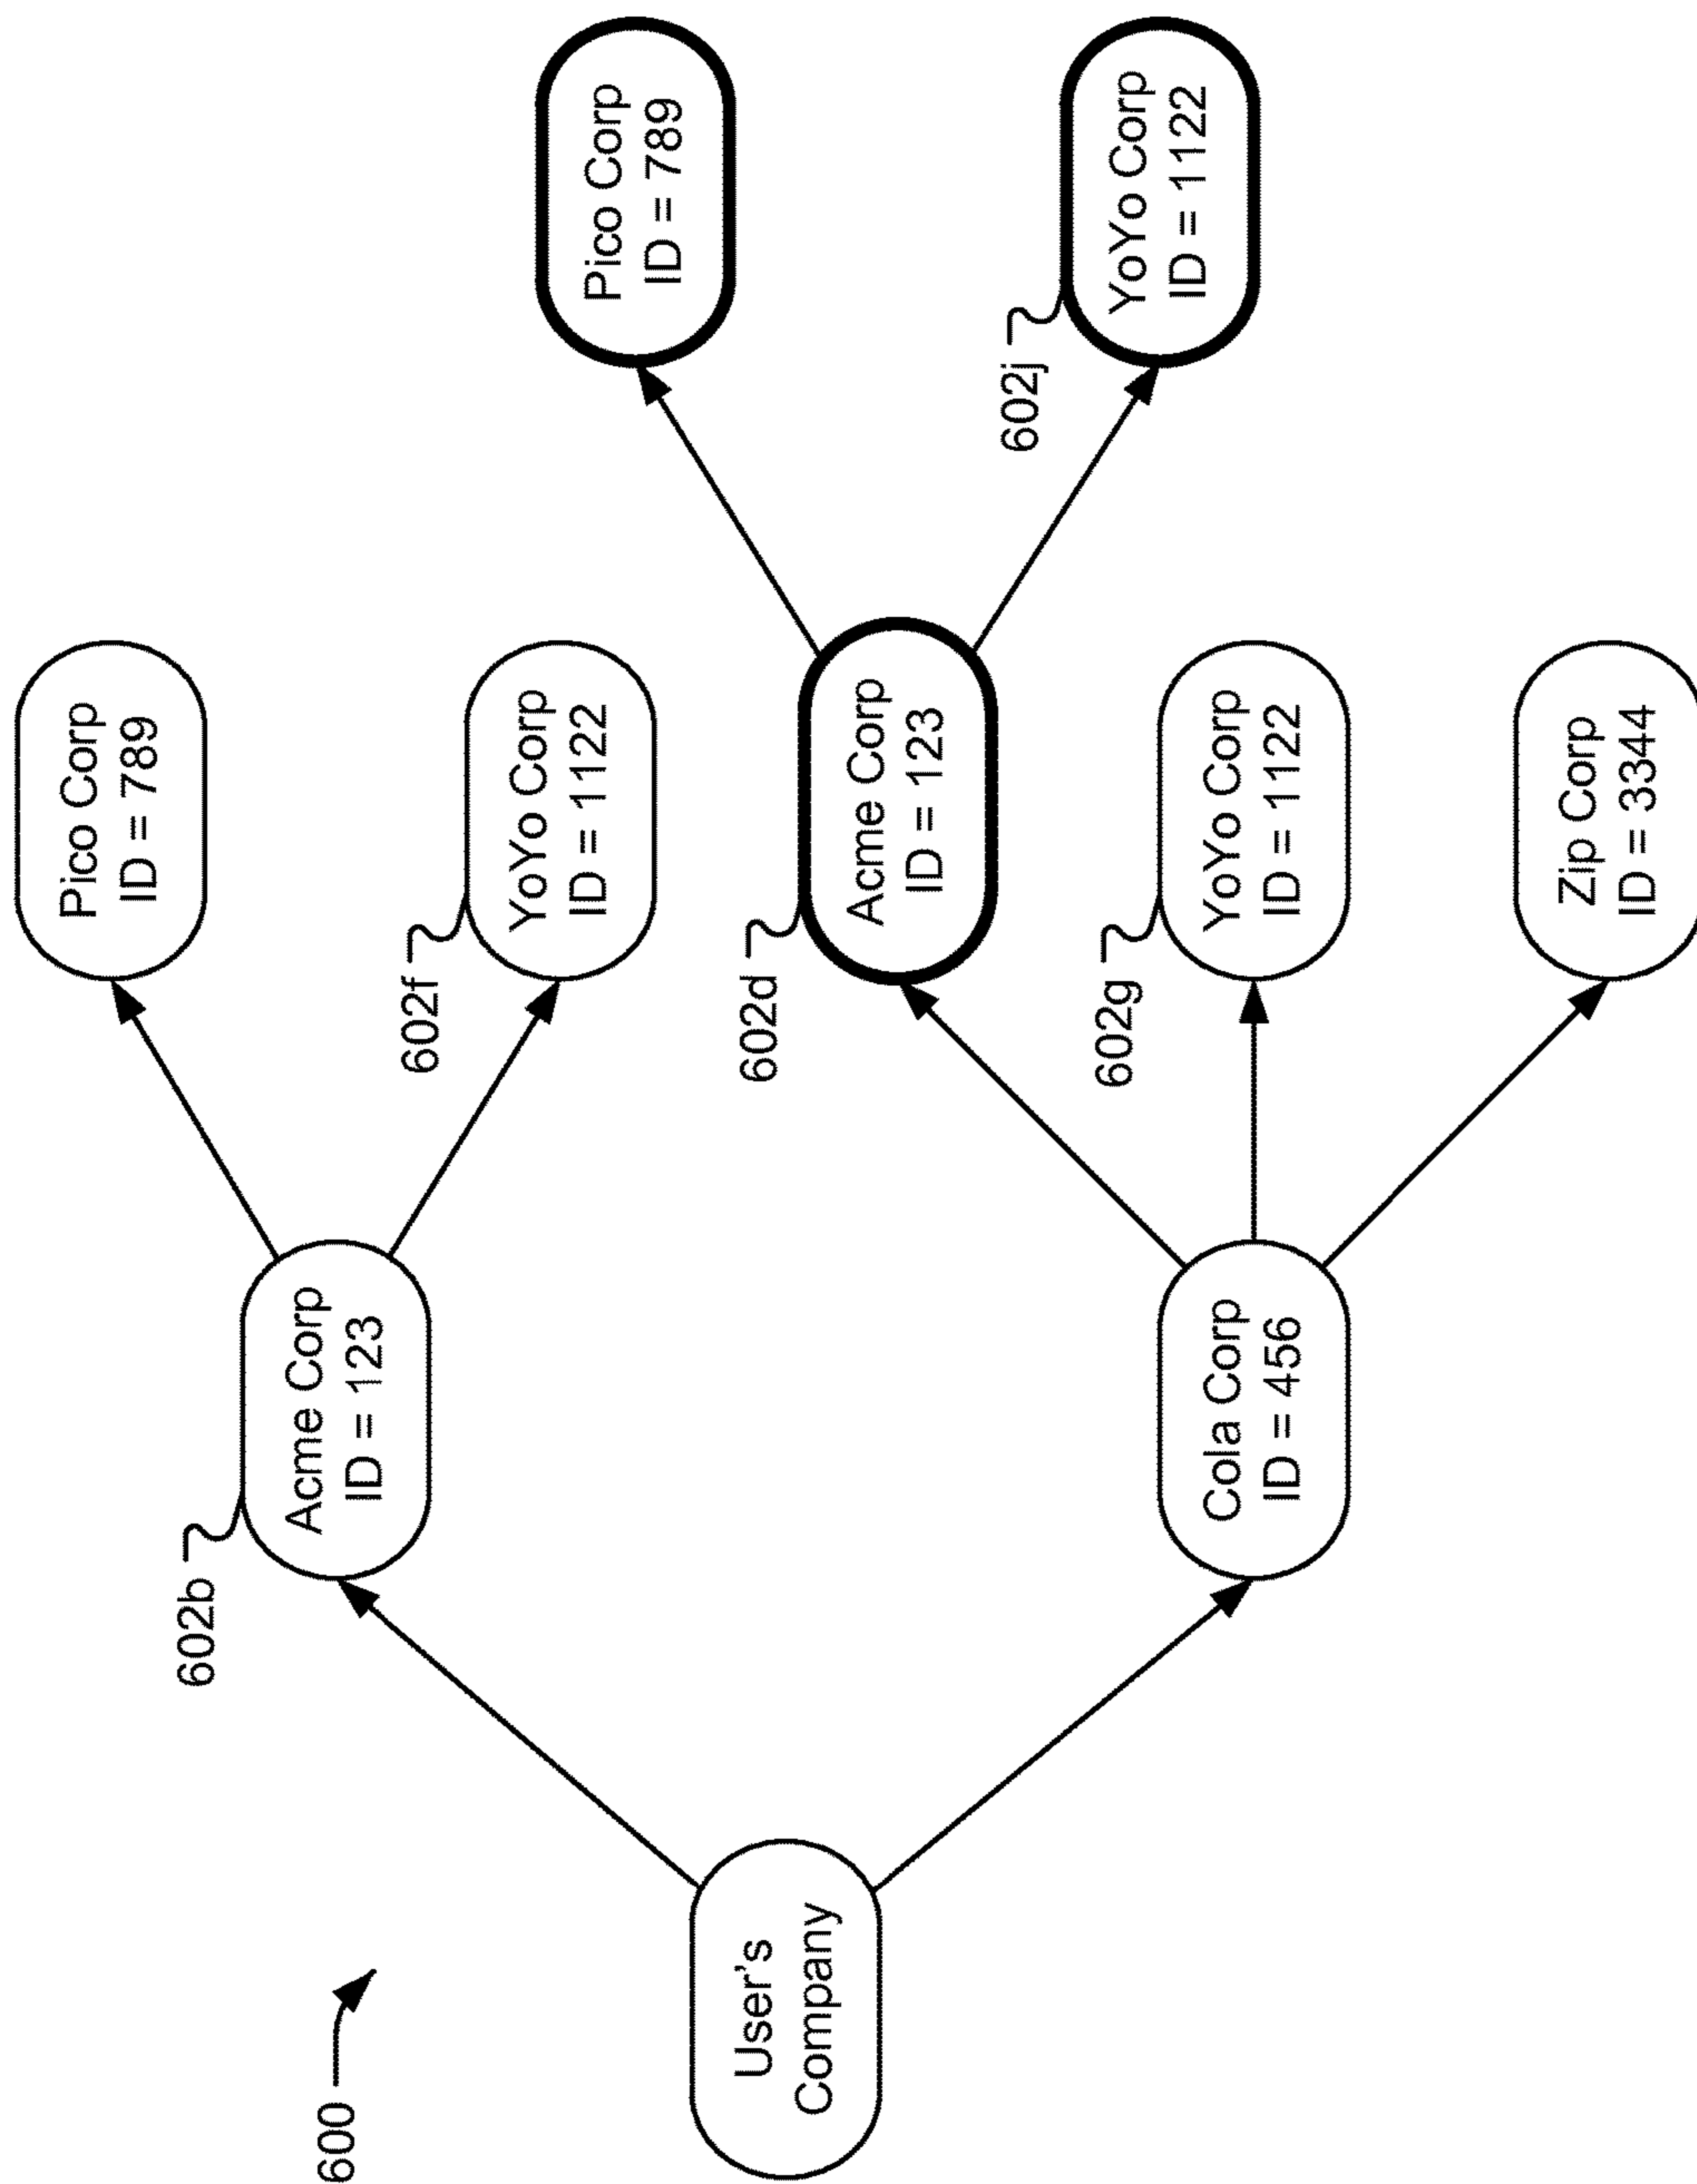 600
User's
Company
602b
Acme Corp
ID = 123
Cola Corp
ID = 456
Pico Corp
ID = 789
602f
YoYo Corp
ID = 1122
602d
Acme Corp
ID = 123
602g
YoYo Corp
ID = 1122
Zip Corp
ID = 3344
Pico Corp
ID = 789
602j
YoYo Corp
ID = 1122